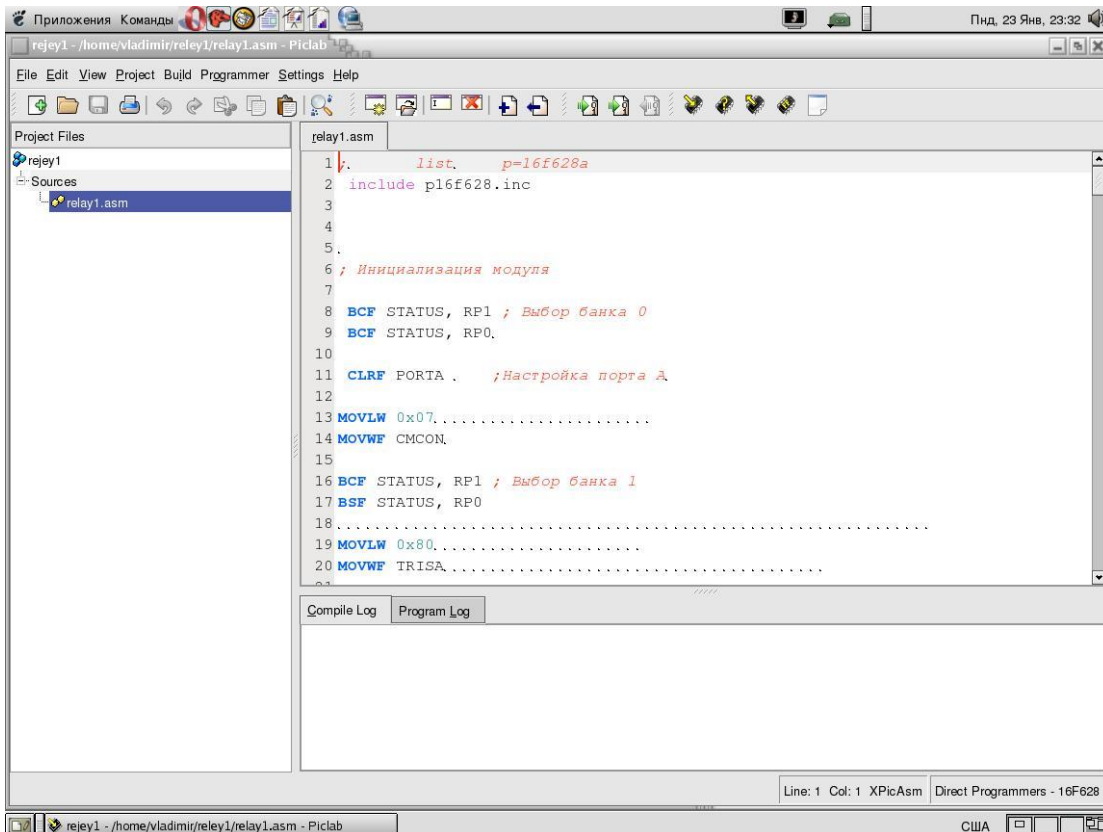 Приложения Команды Пнд, 23 Янв, 23:32
rejey1 - /home/vladimir/reley1/relay1.asm - Piclab
File Edit View Project Build Programmer Settings Help
Project Files
rejey1
Sources
relay1.asm
relay1.asm
1 ;. list. p=16f628a
2 include p16f628.inc
3
4
5 .
6 ; Инициализация модуля
7
8 BCF STATUS, RP1 ; Выбор банка 0
9 BCF STATUS, RP0.
10
11 CLRF PORTA . ;Настройка порта A.
12
13 MOVLW 0x07.......................
14 MOVWF CMCON.
15
16 BCF STATUS, RP1 ; Выбор банка 1
17 BSF STATUS, RP0
18 ................................................................
19 MOVLW 0x80......................
20 MOVWF TRISA........................................
Compile Log Program Log
Line: 1 Col: 1 XPicAsm Direct Programmers - 16F628
rejey1 - /home/vladimir/reley1/relay1.asm - Piclab США